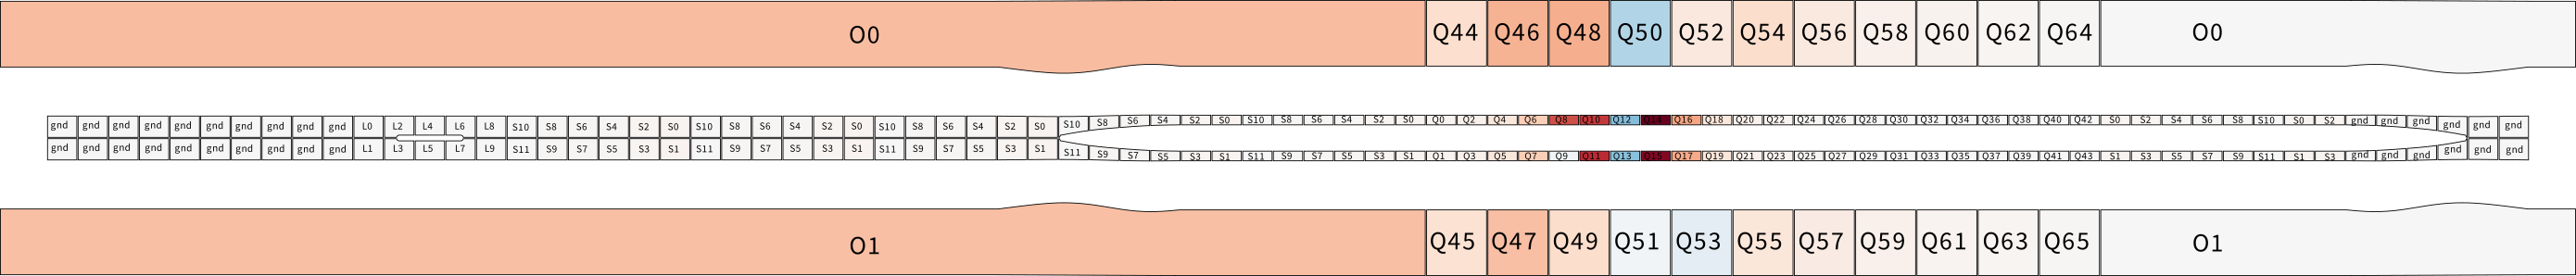 O0 Q44 Q46 Q48 Q50 Q52 Q54 Q56 Q58 Q60 Q62 Q64 O0
gnd gnd gnd gnd gnd gnd gnd gnd gnd gnd L0 L2 L4 L6 L8 S10 S8 S6 S4 S2 S0 S10 S8 S6 S4 S2 S0 S10 S8 S6 S4 S2 S0 S10 S8 S6 S4 S2 S0 S10 S8 S6 S4 S2 S0 Q0 Q2 Q4 Q6 Q8 Q10 Q12 Q14 Q16 Q18 Q20 Q22 Q24 Q26 Q28 Q30 Q32 Q34 Q36 Q38 Q40 Q42 S0 S2 S4 S6 S8 S10 S0 S2 gnd gnd gnd gnd gnd gnd
gnd gnd gnd gnd gnd gnd gnd gnd gnd gnd L1 L3 L5 L7 L9 S11 S9 S7 S5 S3 S1 S11 S9 S7 S5 S3 S1 S11 S9 S7 S5 S3 S1 S11 S9 S7 S5 S3 S1 S11 S9 S7 S5 S3 S1 Q1 Q3 Q5 Q7 Q9 Q11 Q13 Q15 Q17 Q19 Q21 Q23 Q25 Q27 Q29 Q31 Q33 Q35 Q37 Q39 Q41 Q43 S1 S3 S5 S7 S9 S11 S1 S3 gnd gnd gnd gnd gnd gnd
O1 Q45 Q47 Q49 Q51 Q53 Q55 Q57 Q59 Q61 Q63 Q65 O1